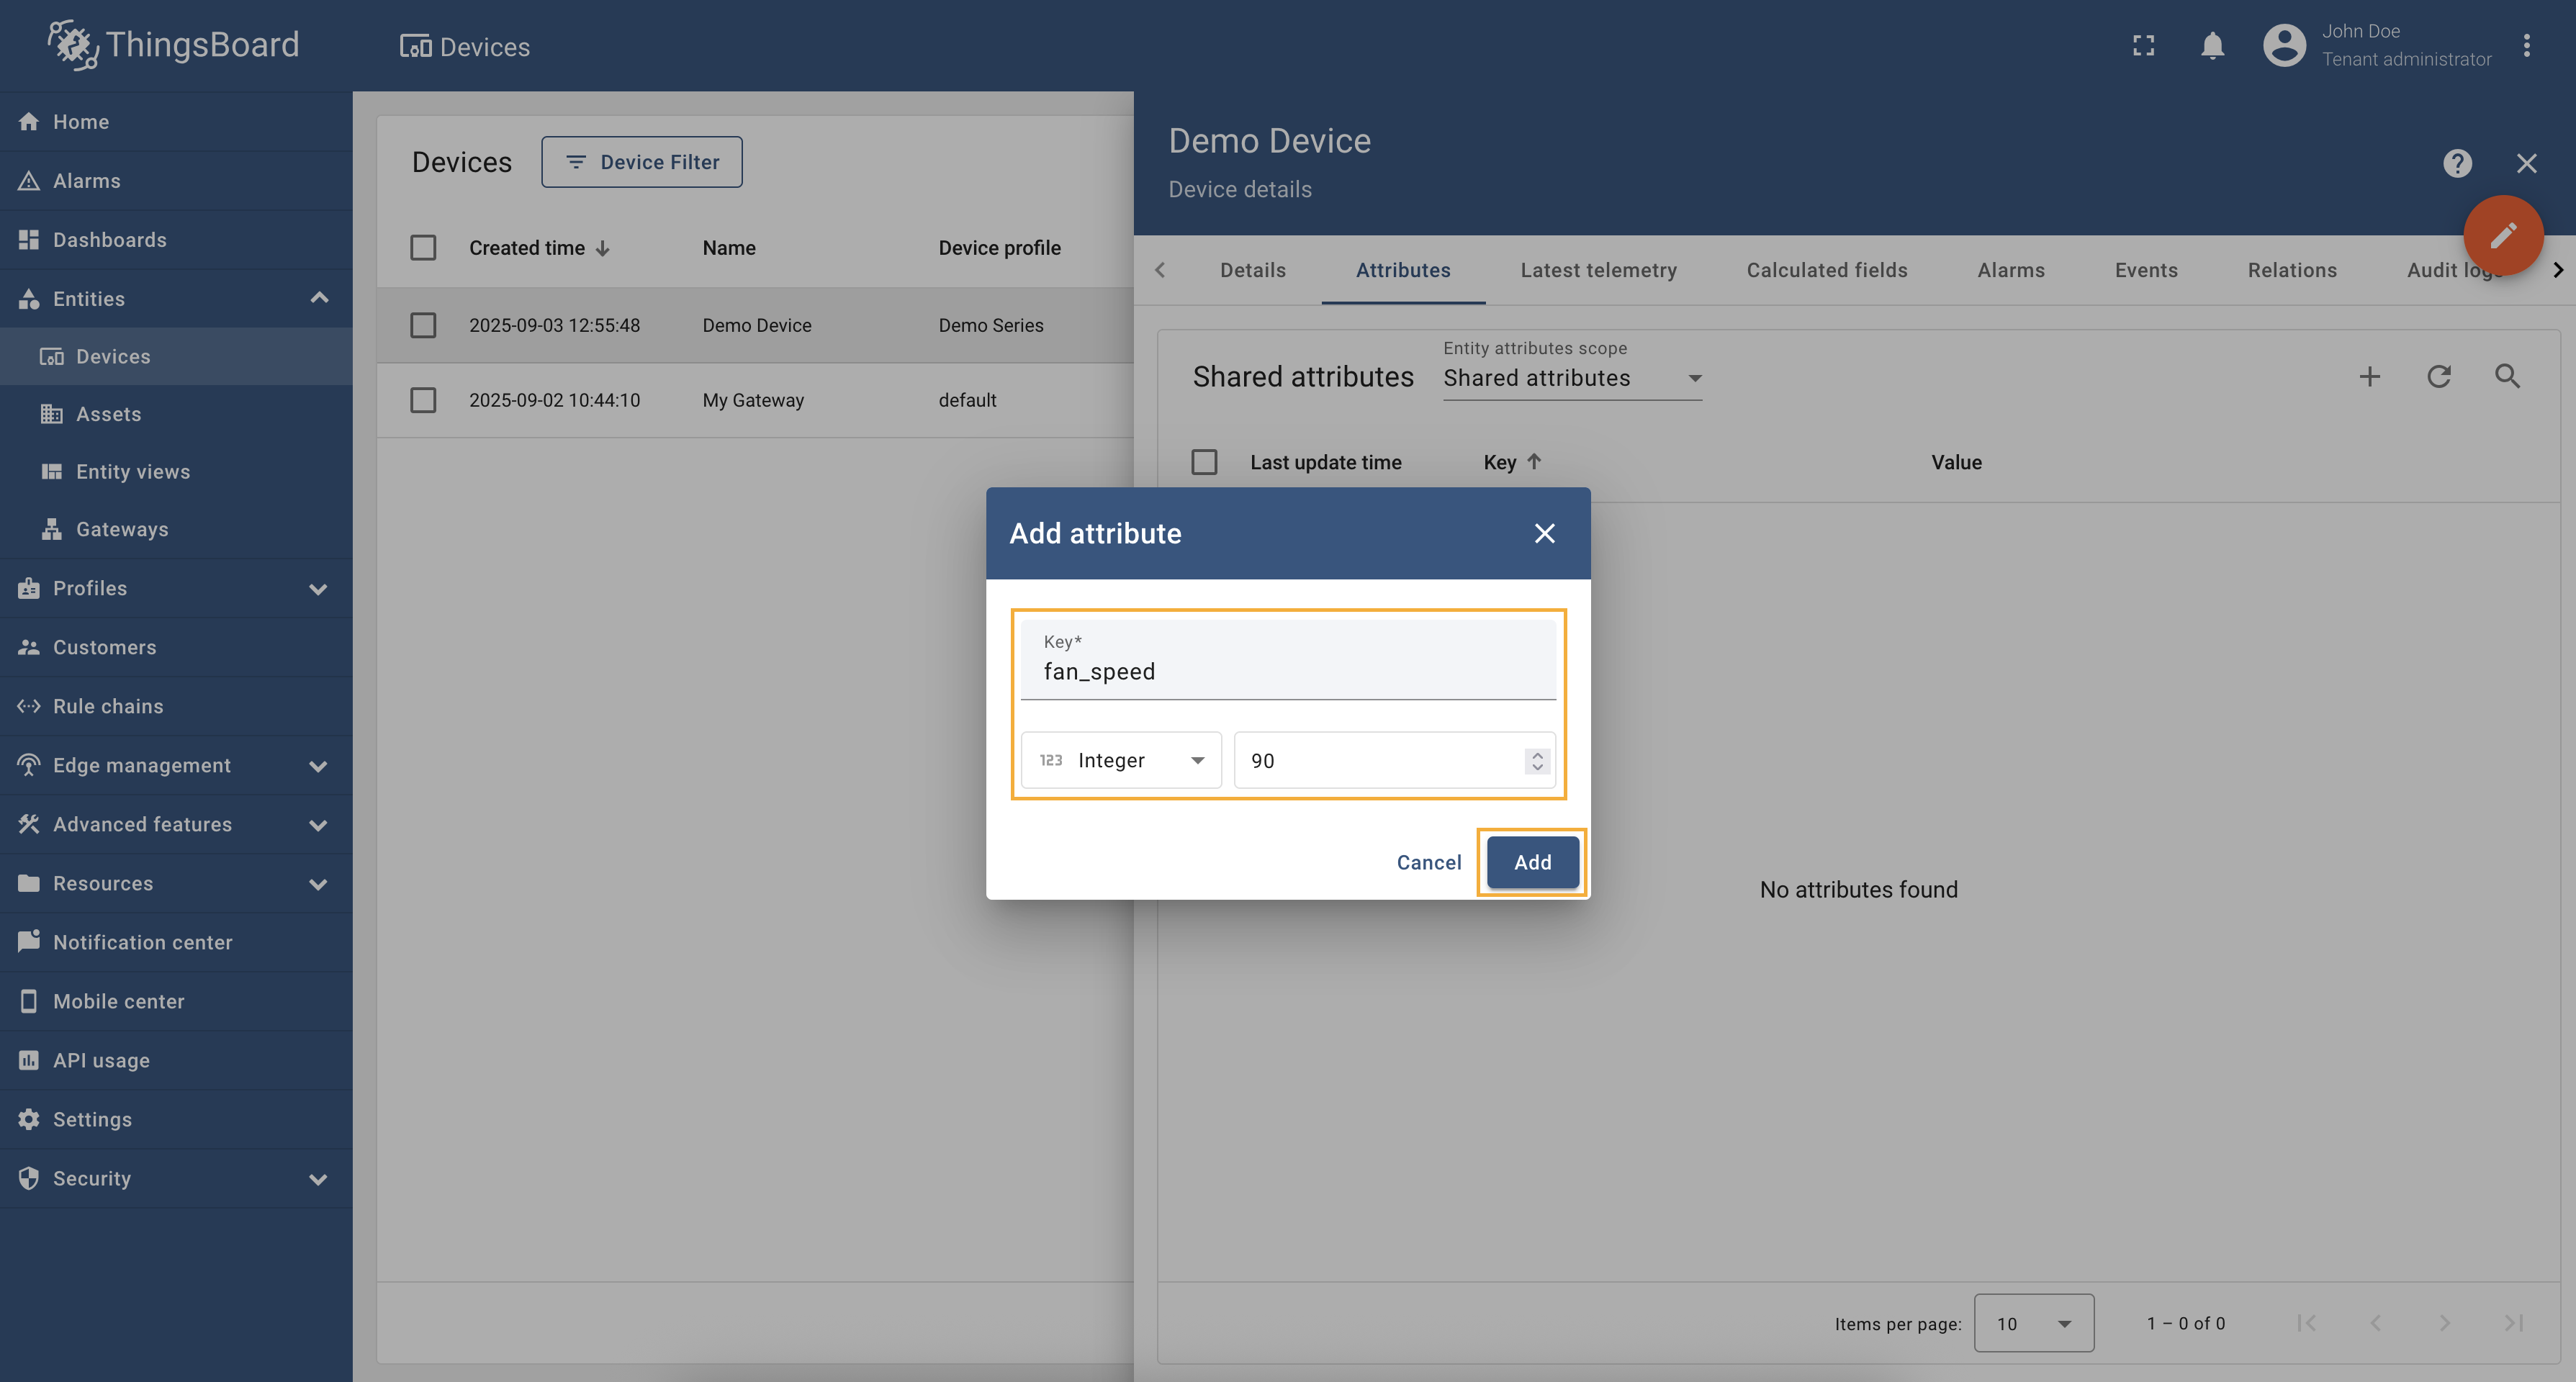 ThingsBoard
Devices
John Doe
Tenant administrator
Home
Alarms
Dashboards
Entities
Devices
Assets
Entity views
Gateways
Profiles
Customers
Rule chains
Edge management
Advanced features
Resources
Notification center
Mobile center
API usage
Settings
Security
Devices
Device Filter
Created time Name Device profile
2025-09-03 12:55:48 Demo Device Demo Series
2025-09-02 10:44:10 My Gateway default
Demo Device
Device details
Details Attributes Latest telemetry Calculated fields Alarms Events Relations Audit logs
Entity attributes scope
Shared attributes Shared attributes
Last update time Key Value
No attributes found
Items per page: 10 1 – 0 of 0
Add attribute
Key*
fan_speed
123 Integer 90
Cancel Add